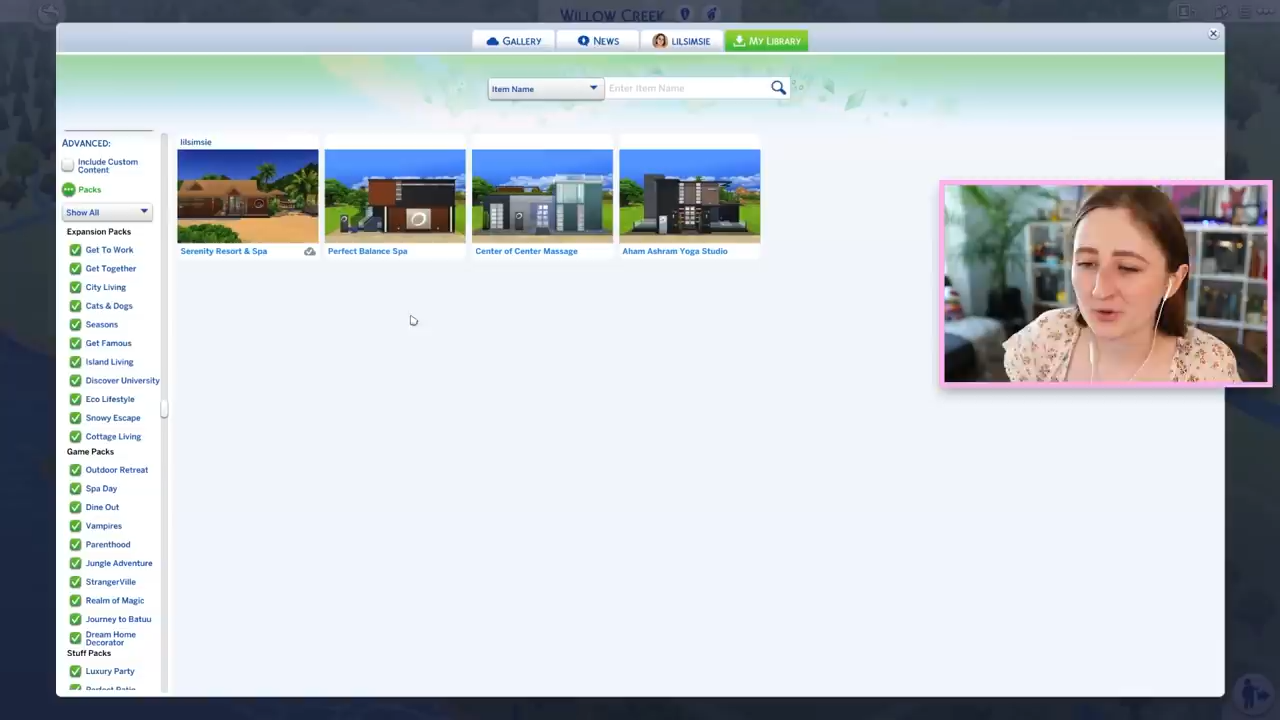 WILLOW CREEK
GALLERY
NEWS
LILSIMSIE
MY LIBRARY
Item Name
Enter Item Name
ADVANCED:
Include Custom
Content
Packs
Show All
Expansion Packs
Get To Work
Get Together
City Living
Cats & Dogs
Seasons
Get Famous
Island Living
Discover University
Eco Lifestyle
Snowy Escape
Cottage Living
Game Packs
Outdoor Retreat
Spa Day
Dine Out
Vampires
Parenthood
Jungle Adventure
StrangerVille
Realm of Magic
Journey to Batuu
Dream Home
Decorator
Stuff Packs
Luxury Party
Perfect Patio
lilsimsie
Serenity Resort & Spa
Perfect Balance Spa
Center of Center Massage
Aham Ashram Yoga Studio